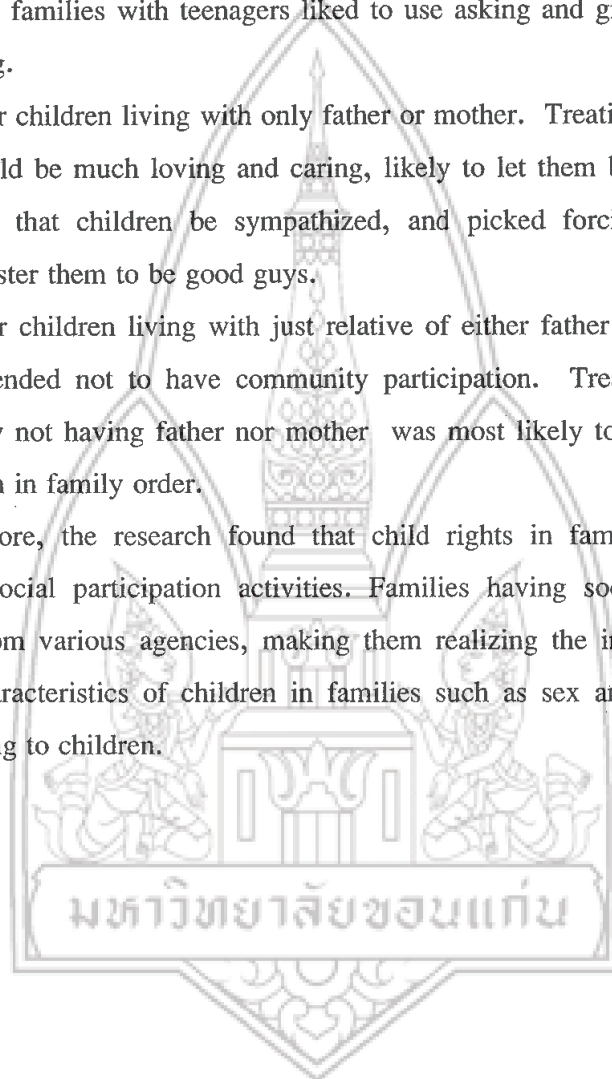 families with teenagers liked to use asking and
children living with only father or mother. Treati
ld be much loving and caring, likely to let them
that children be sympathized, and picked forci
ster them to be good guys.
r children living with just relative of either father
ended not to have community participation. Tre
not having father nor mother was most likely to
in family order.
ore, the research found that child rights in fam
ocial participation activities. Families having so
om various agencies, making them realizing the i
aracteristics of children in families such as sex a
g to children.
มหาวิทยาลัยขอนแก่น